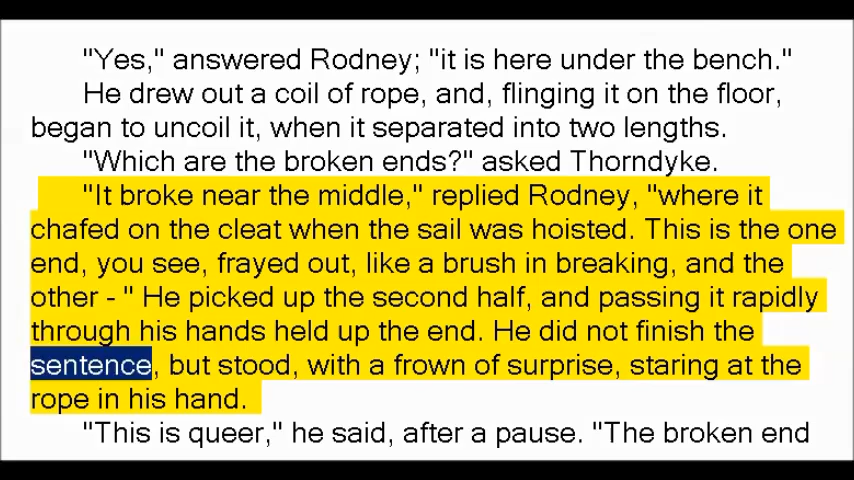 "Yes," answered Rodney; "it is here under the bench."
He drew out a coil of rope, and, flinging it on the floor,
began to uncoil it, when it separated into two lengths.
"Which are the broken ends?" asked Thorndyke.
"It broke near the middle," replied Rodney, "where it
chafed on the cleat when the sail was hoisted. This is the one
end, you see, frayed out, like a brush in breaking, and the
other - " He picked up the second half, and passing it rapidly
through his hands held up the end. He did not finish the
sentence, but stood, with a frown of surprise, staring at the
rope in his hand.
"This is queer," he said, after a pause. "The broken end